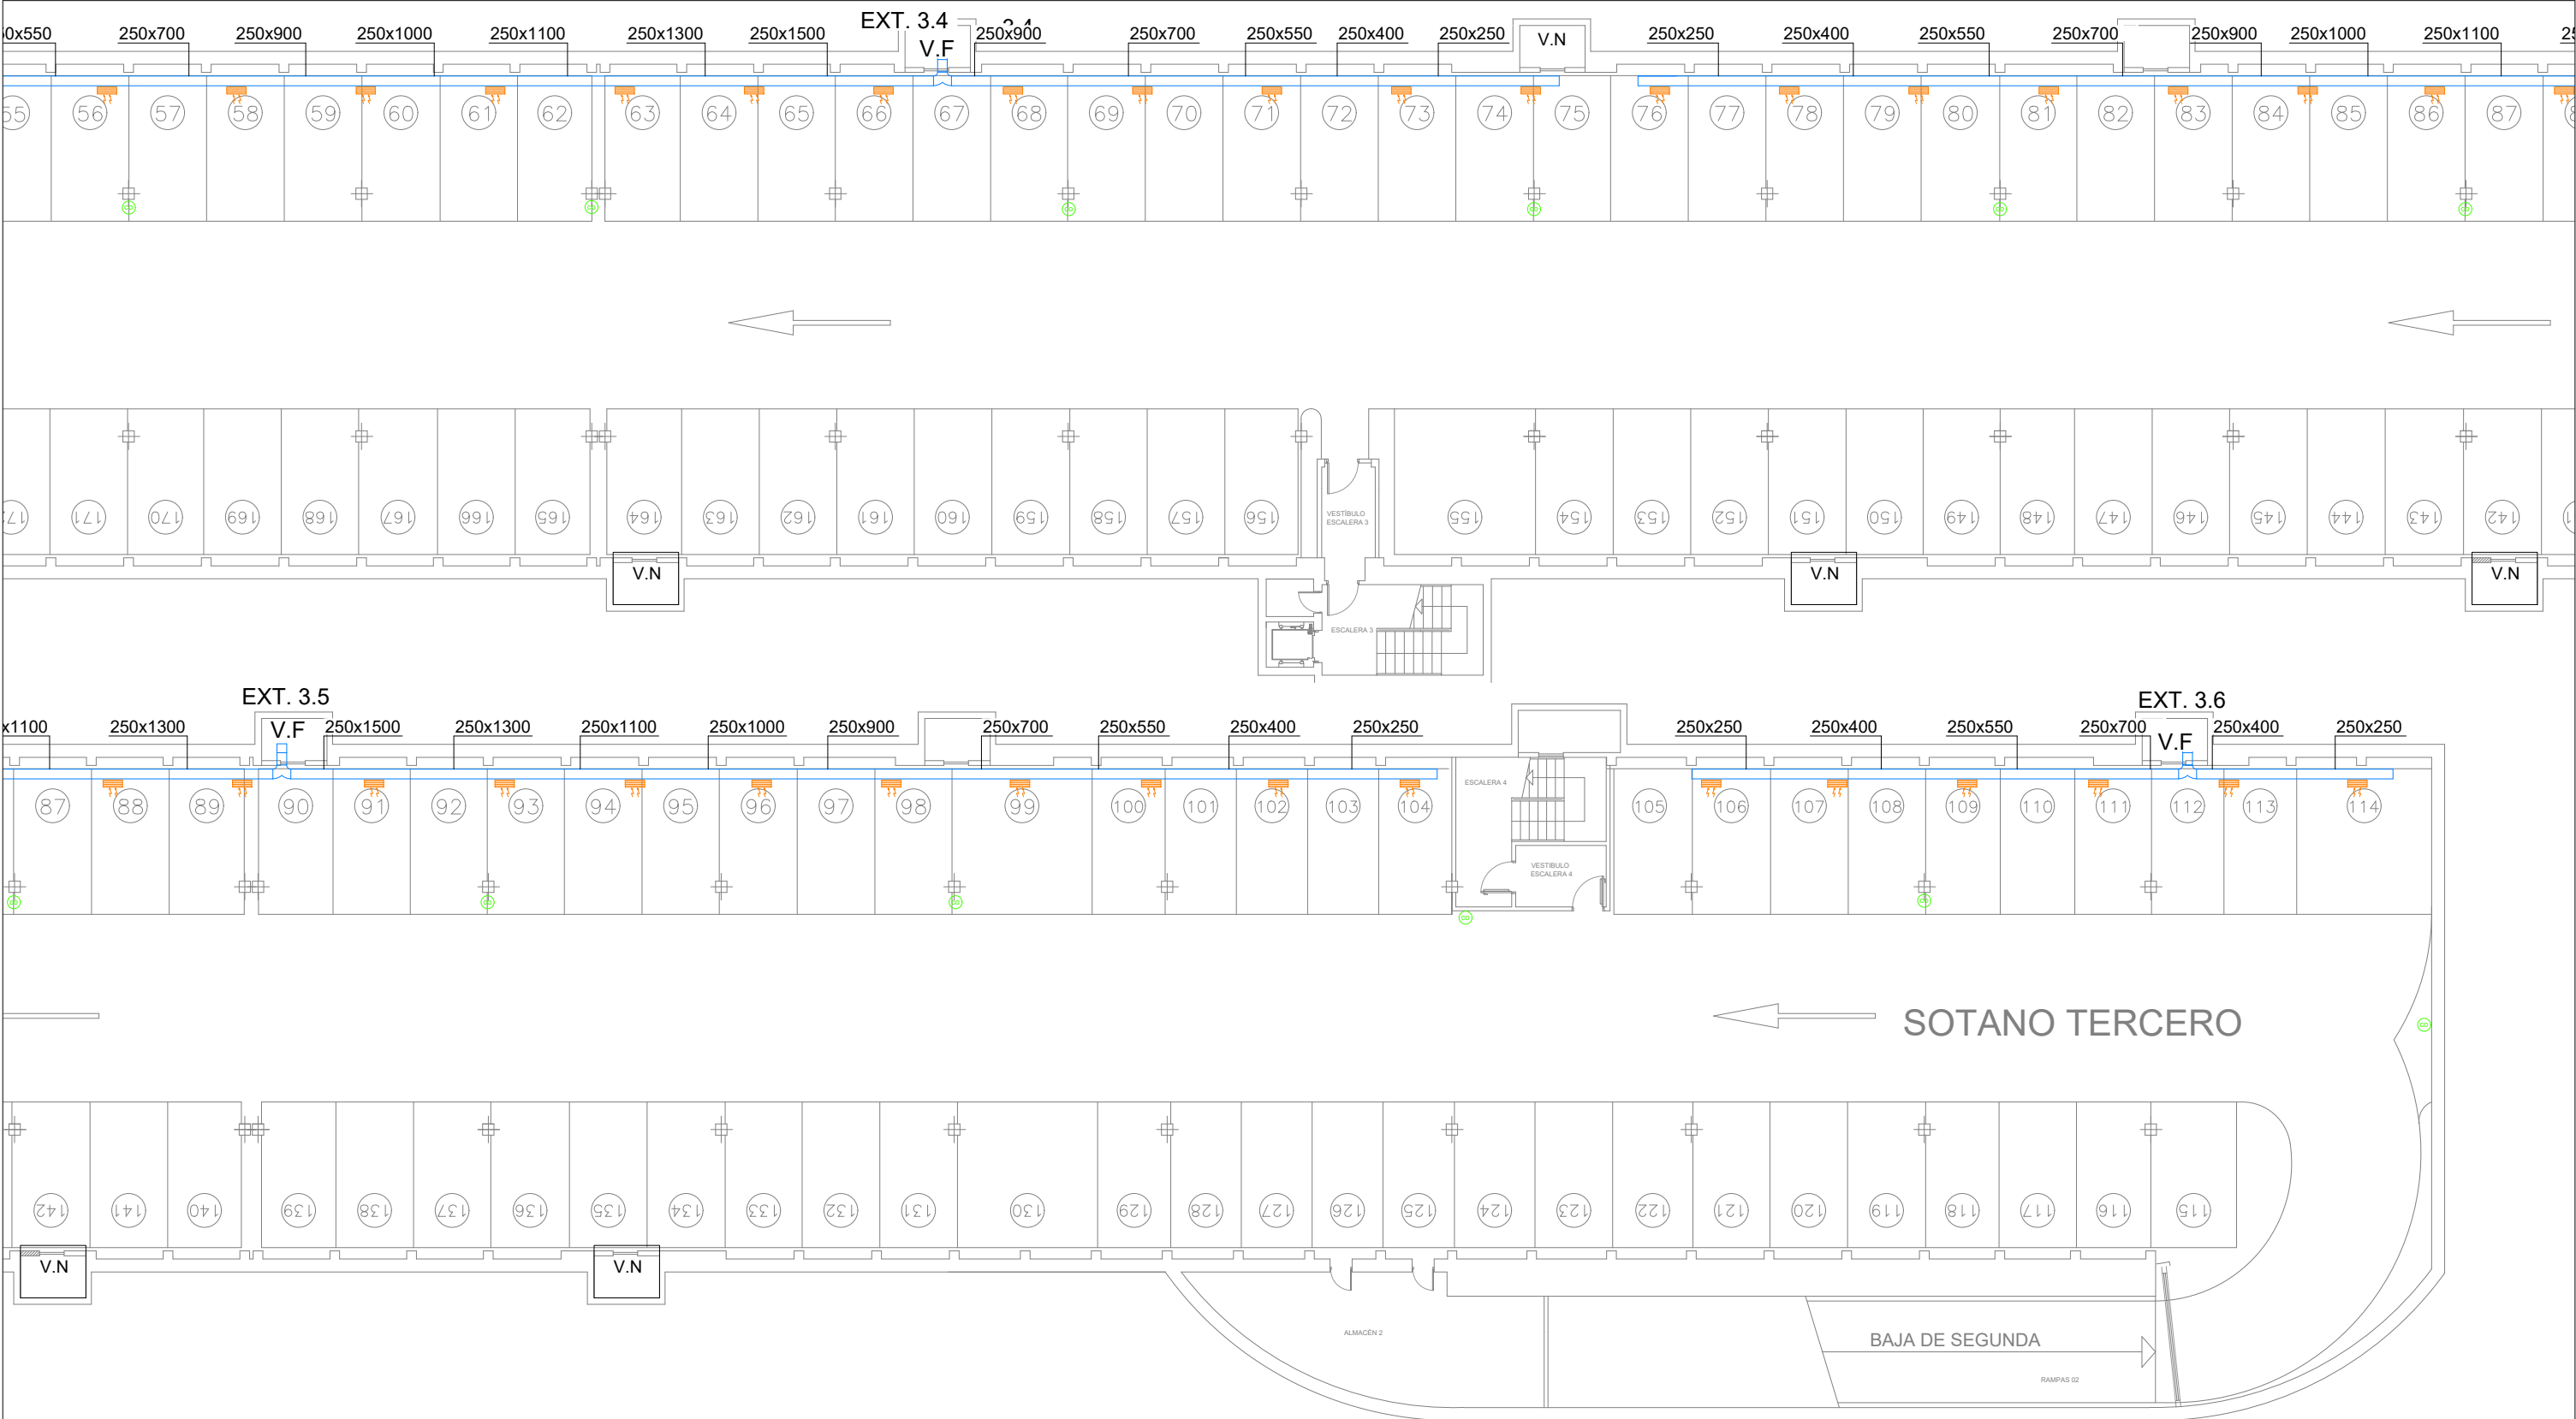 EXT. 3.4
250x700 250x900 250x1000 250x1100 250x1300 250x1500 V.F 250x900 250x700 250x550 250x400 250x250 V.N 250x250 250x400 250x550 250x700 250x900 250x1000 250x1100
56 57 58 59 60 61 62 63 64 65 66 67 68 69 70 71 72 73 74 75 76 77 78 79 80 81 82 83 84 85 86 87
171 170 169 168 167 166 165 164 163 162 161 160 159 158 157 156 155 154 153 152 151 150 149 148 147 146 145 144 143 142
VESTÍBULO
ESCALERA 3
V.N V.N V.N
ESCALERA 3
EXT. 3.5 EXT. 3.6
x1100 250x1300 V.F 250x1500 250x1300 250x1100 250x1000 250x900 250x700 250x550 250x400 250x250 250x250 250x400 250x550 250x700 V.F 250x400 250x250
ESCALERA 4
87 88 89 90 91 92 93 94 95 96 97 98 99 100 101 102 103 104 105 106 107 108 109 110 111 112 113 114
VESTIBULO
ESCALERA 4
SOTANO TERCERO
142 141 140 139 138 137 136 135 134 133 132 131 130 129 128 127 126 125 124 123 122 121 120 119 118 117 116 115
V.N V.N
ALMACÉN 2
BAJA DE SEGUNDA
RAMPAS 02